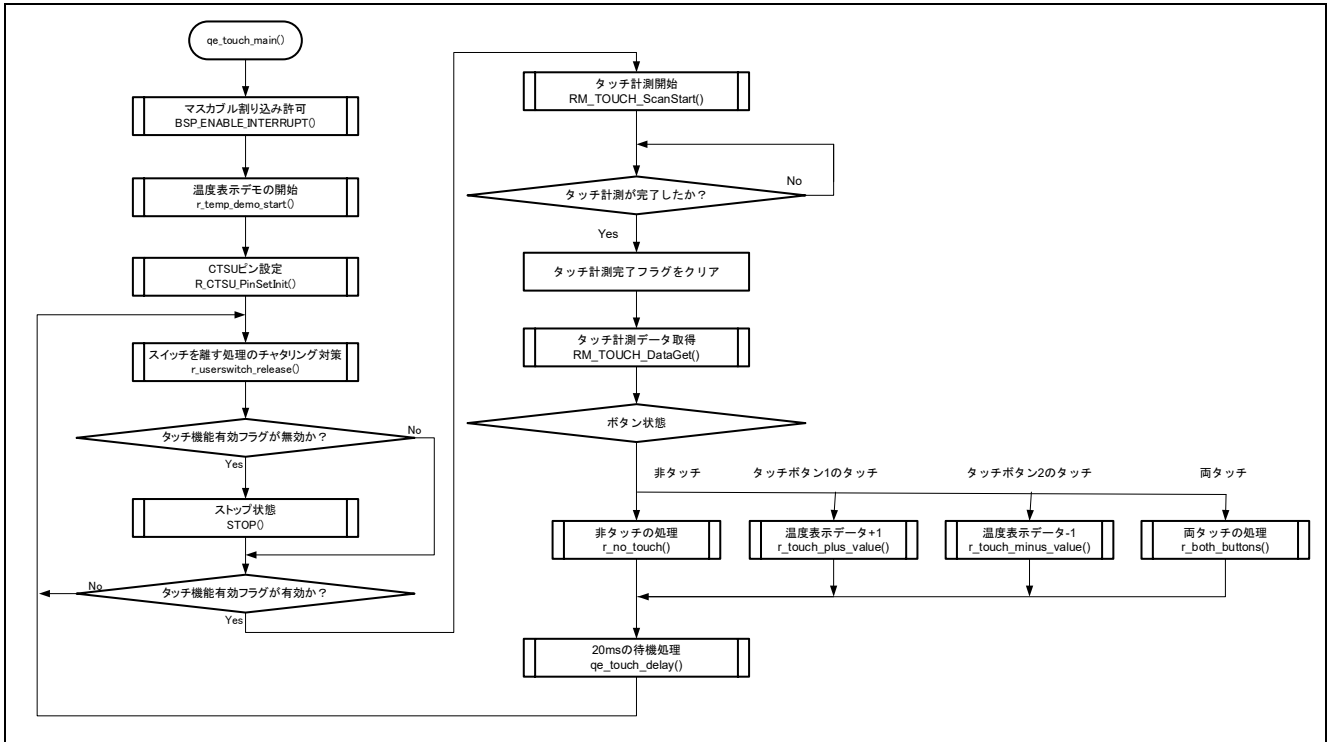 qe_touch_main()
マスカブル割り込み許可
BSP_ENABLE_INTERRUPT()
温度表示デモの開始
r_temp_demo_start()
CTSUピン設定
R_CTSU_PinSetInit()
スイッチを離す処理のチャタリング対策
r_userswitch_release()
タッチ機能有効フラグが無効か？
No
Yes
ストップ状態
STOP()
タッチ機能有効フラグが有効か？
No
Yes
タッチ計測開始
RM_TOUCH_ScanStart()
タッチ計測が完了したか？
No
Yes
タッチ計測完了フラグをクリア
タッチ計測データ取得
RM_TOUCH_DataGet()
ボタン状態
非タッチ
タッチボタン1のタッチ
タッチボタン2のタッチ
両タッチ
非タッチの処理
r_no_touch()
温度表示データ+1
r_touch_plus_value()
温度表示データ-1
r_touch_minus_value()
両タッチの処理
r_both_buttons()
20msの待機処理
qe_touch_delay()